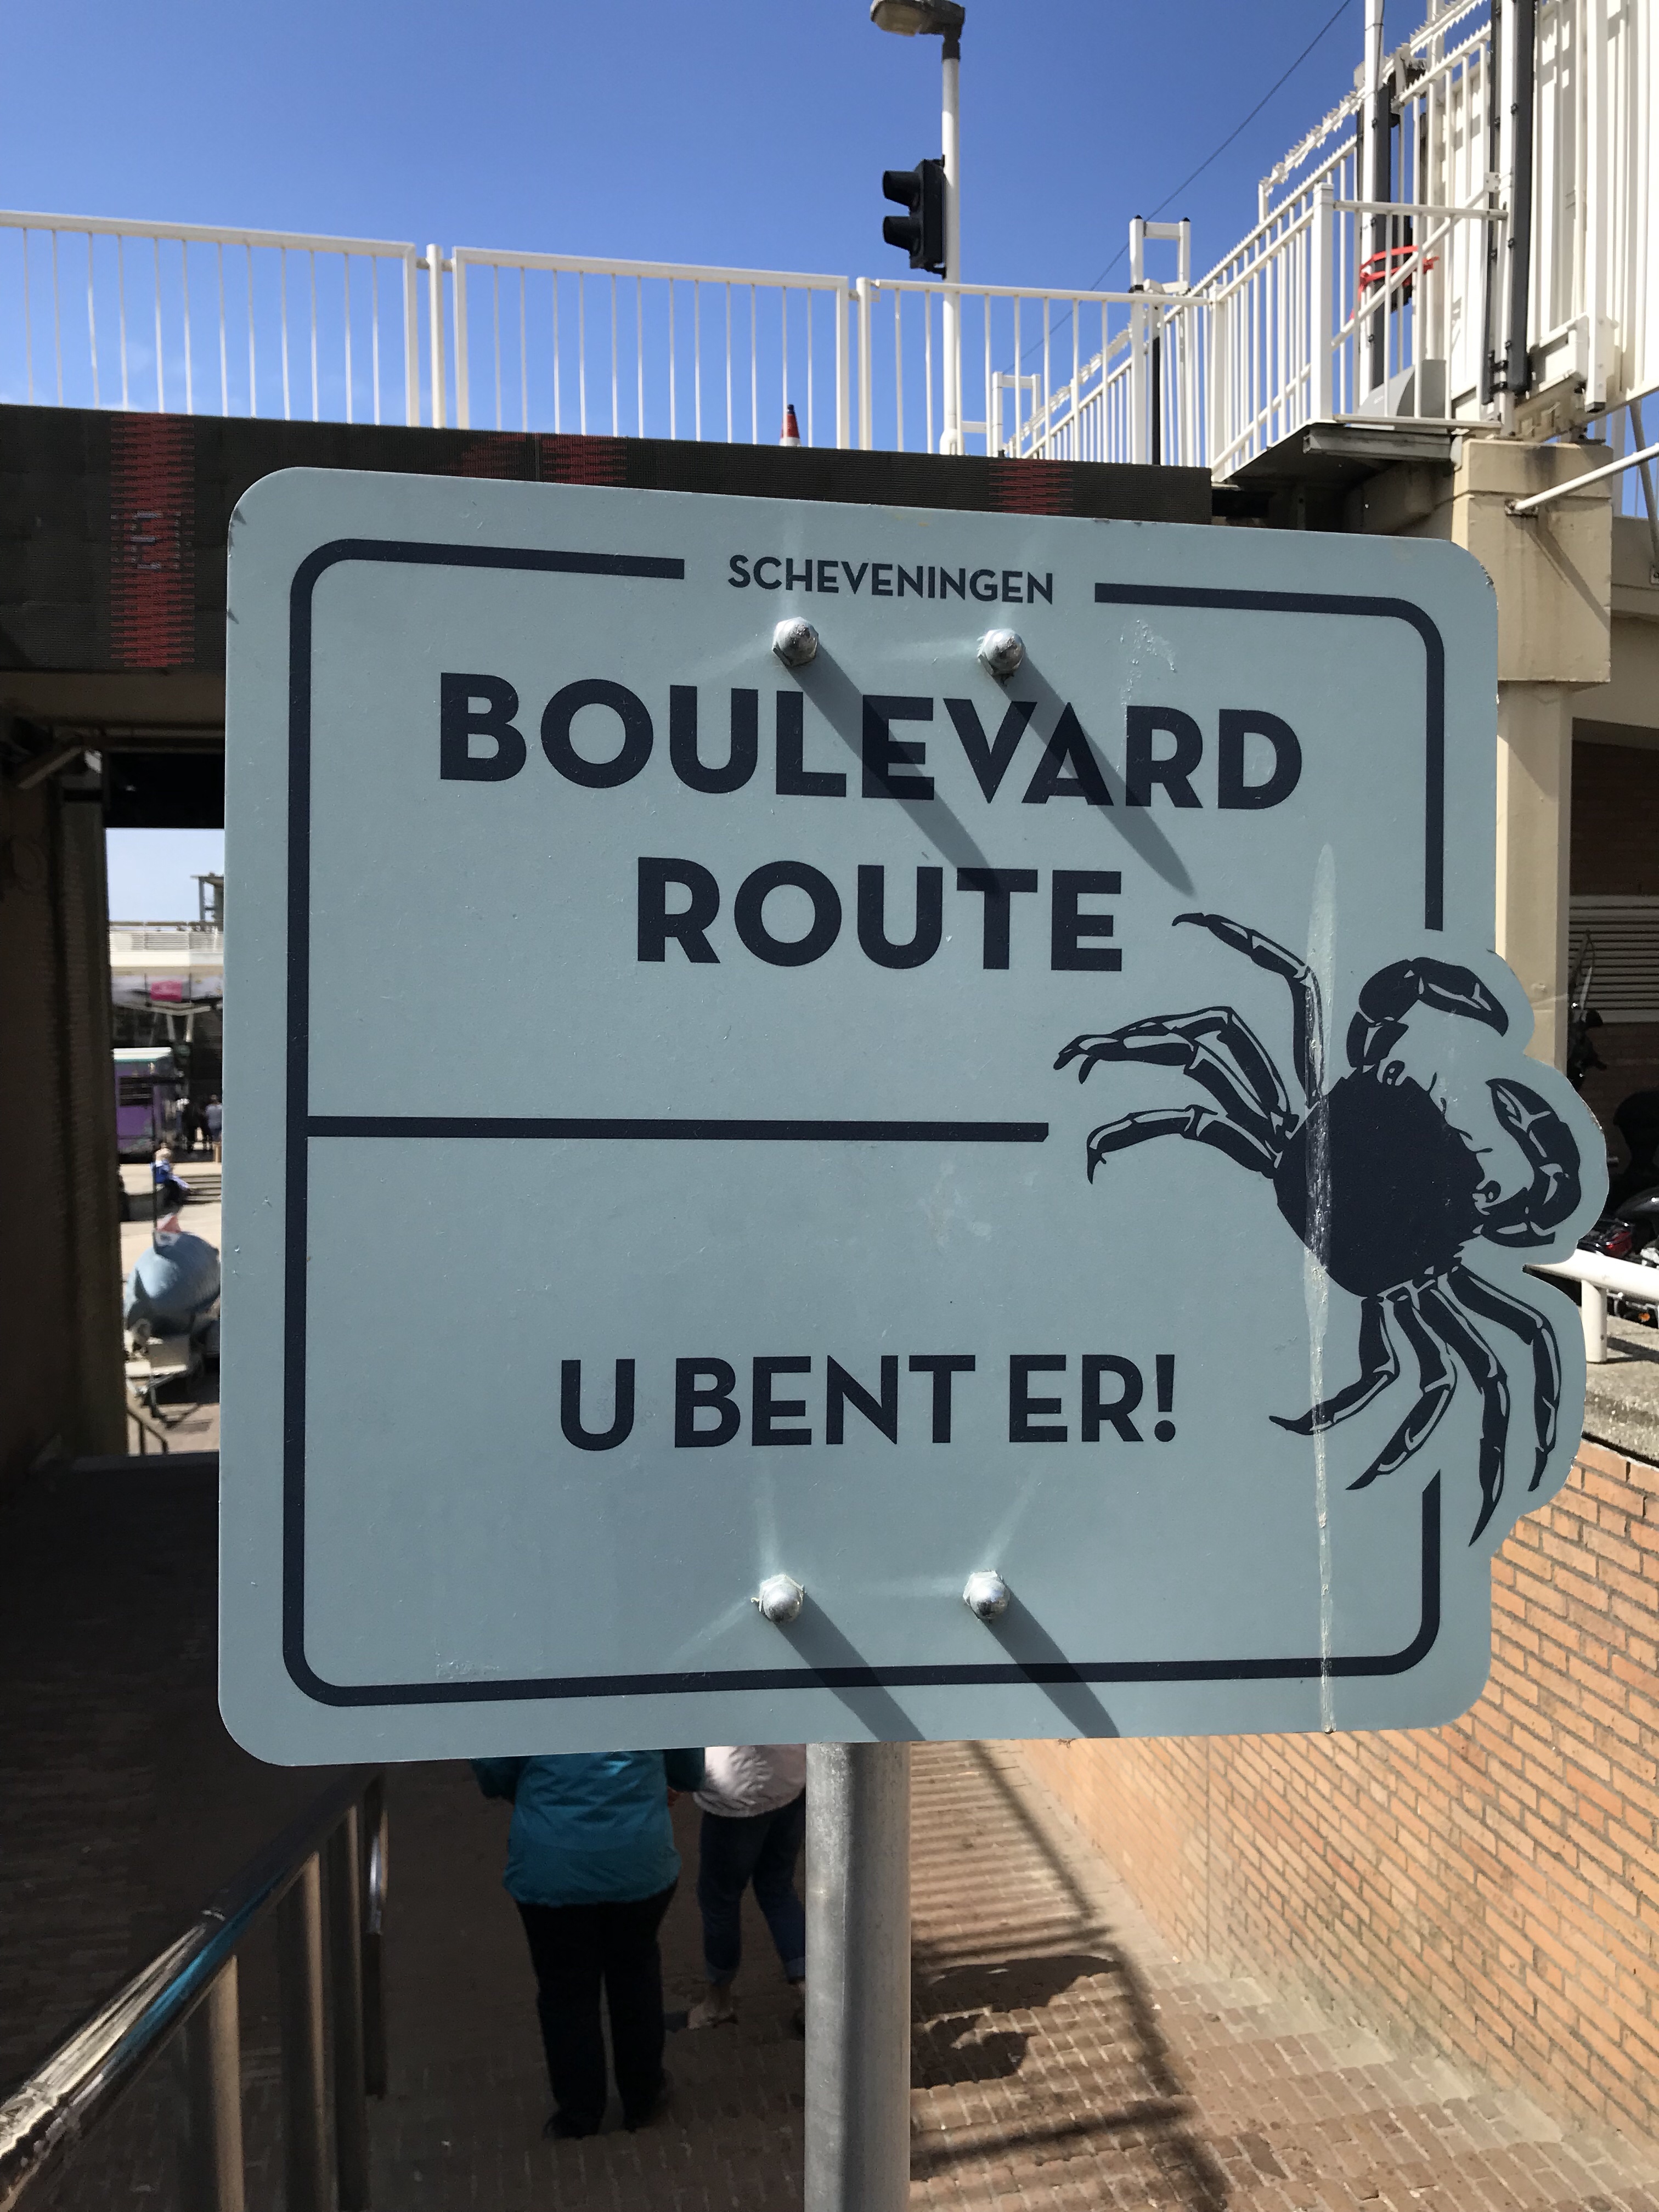 SCHEVENINGEN
BOULEVARD
ROUTE
U BENT ER!